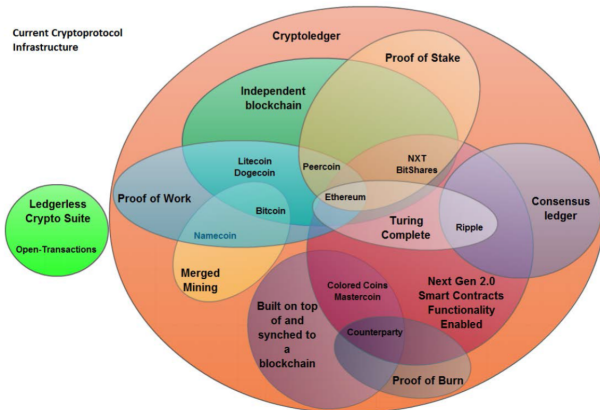 Current Cryptoprotocol
Infrastructure
Cryptoledger
Proof of Stake
Independent
blockchain
Litecoin
Dogecoin
Peercoin
NXT
BitShares
Ledgerless
Crypto Suite
Open-Transactions
Proof of Work
Bitcoin
Ethereum
Consensus
ledger
Turing
Complete
Ripple
Namecoin
Merged
Mining
Colored Coins
Mastercoin
Next Gen 2.0
Smart Contracts
Functionality
Enabled
Built on top
of and
synched to
a
blockchain
Counterparty
Proof of Burn